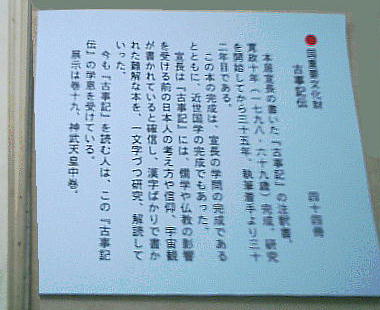 ●国重要文化財
古事記伝　四十四冊
本居宣長の書いた『古事記』の注釈書。
寛政十年(一七九八・六十九歳)完成。研究
を開始してから三十五年、執筆着手より三十
二年目である。
この本の完成は、宣長の学問の完成である
とともに、近世国学の完成でもあった。
宣長は『古事記』には、儒学や仏教の影響
を受ける前の日本人の考え方や信仰、宇宙観
が書かれていると確信し、漢字ばかりで書か
れた難解な本を、一文字づつ研究、解読して
いった。
今も『古事記』を読む人は、この『古事記
伝』の学恩を受けている。
展示は巻十九、神武天皇中巻。